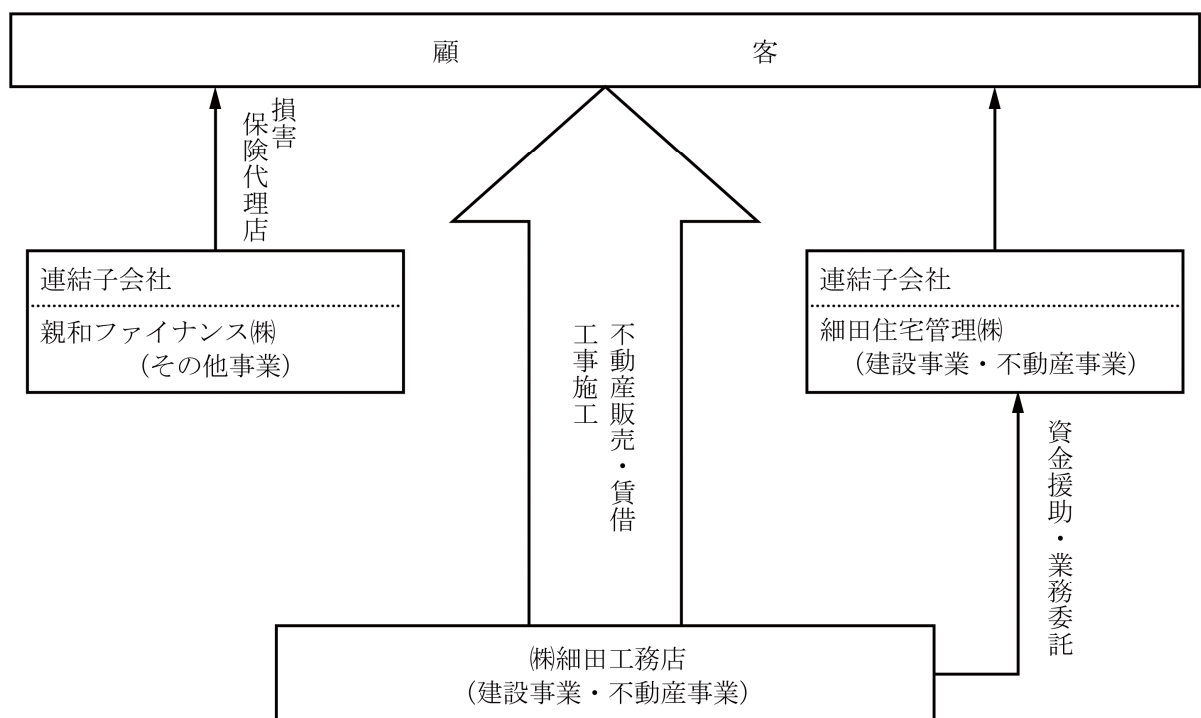 顧客
損害
保険代理店
連結子会社
親和ファイナンス㈱
（その他事業）
不動産販売・賃借
工事施工
連結子会社
細田住宅管理㈱
（建設事業・不動産事業）
資金援助・業務委託
㈱細田工務店
（建設事業・不動産事業）